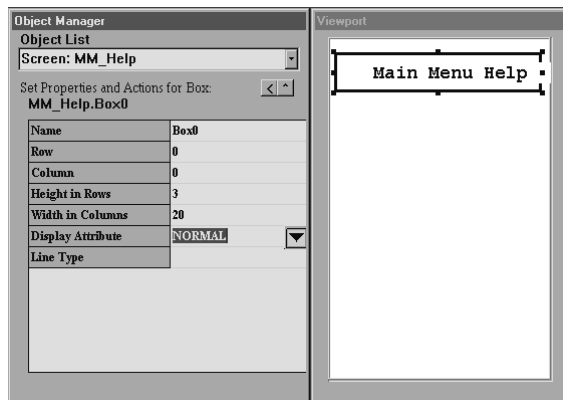 Object Manager
Object List
Screen: MM_Help
Set Properties and Actions for Box:
< ^
MM_Help.Box0
Name Box0
Row 0
Column 0
Height in Rows 3
Width in Columns 20
Display Attribute NORMAL
Line Type
Viewport
Main Menu Help